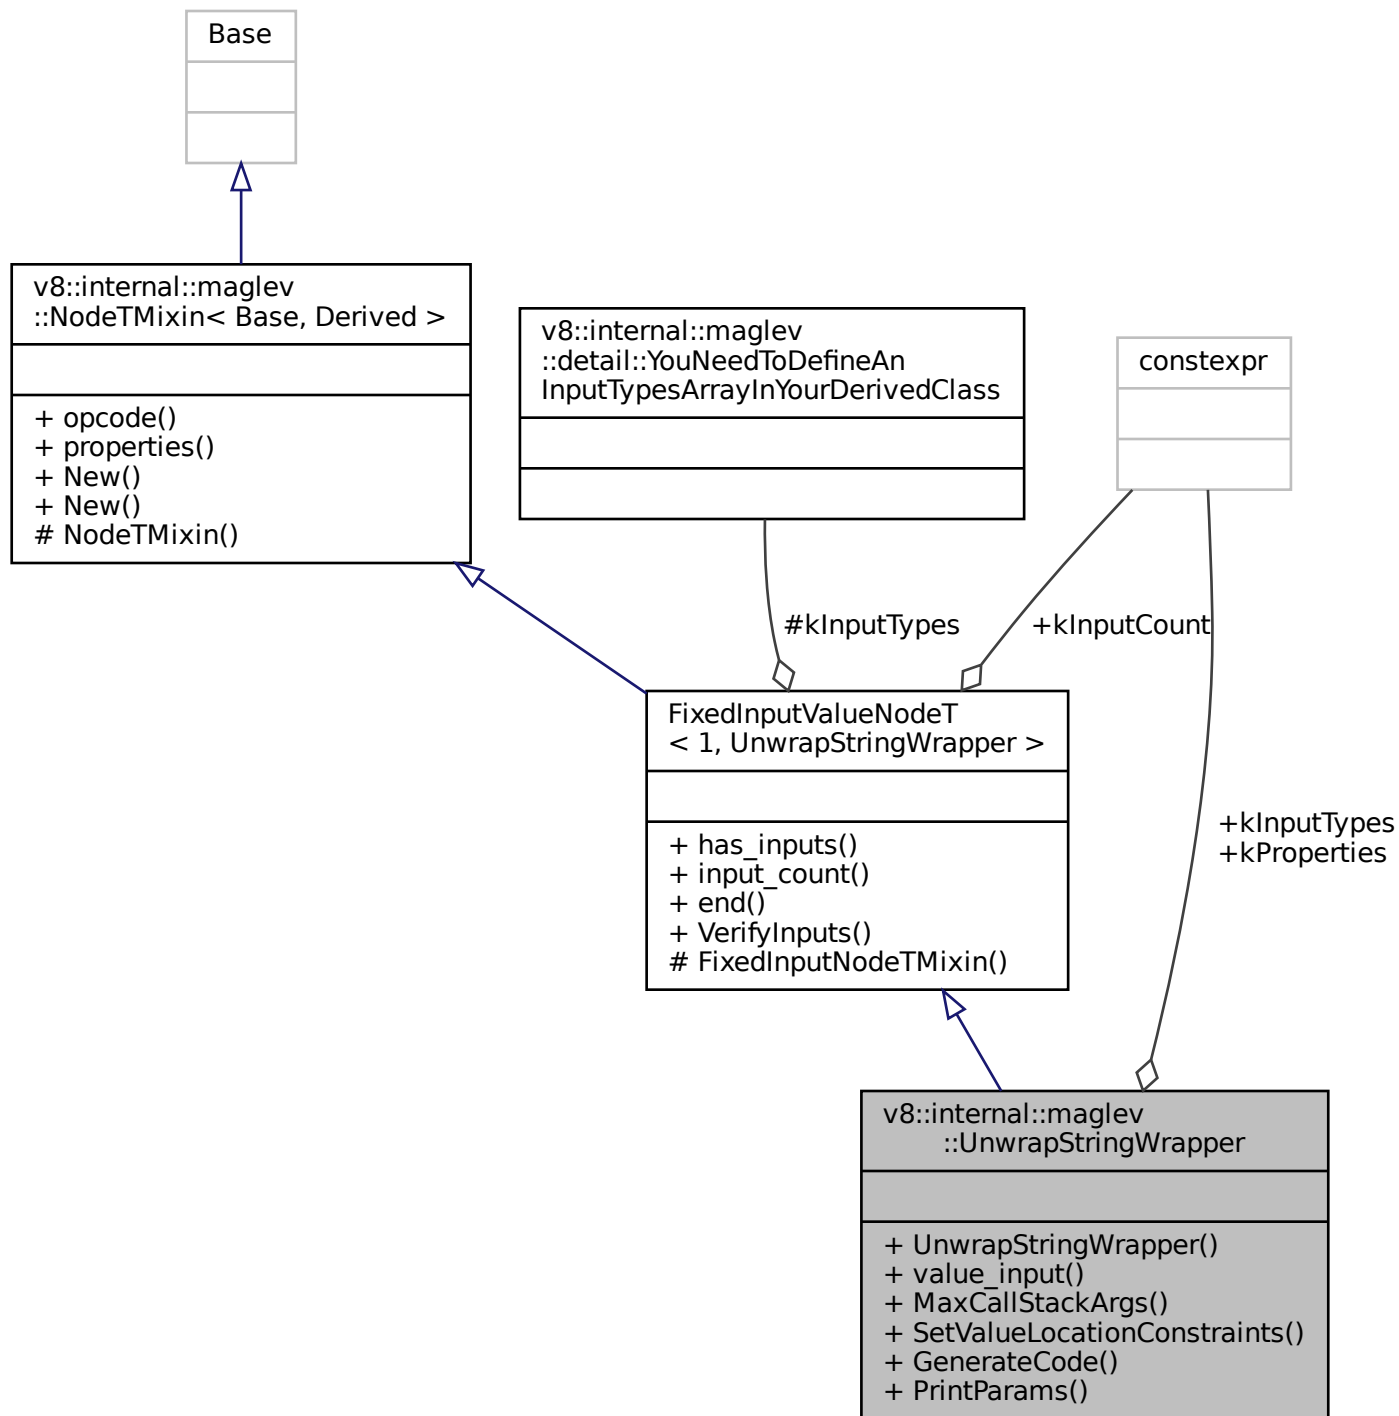 Base
v8::internal::maglev
::NodeTMixin< Base, Derived >
+ opcode()
+ properties()
+ New()
+ New()
# NodeTMixin()
v8::internal::maglev
::detail::YouNeedToDefineAn
InputTypesArrayInYourDerivedClass
constexpr
#kInputTypes
+kInputCount
FixedInputValueNodeT
< 1, UnwrapStringWrapper >
+ has_inputs()
+ input_count()
+ end()
+ VerifyInputs()
# FixedInputNodeTMixin()
+kInputTypes
+kProperties
v8::internal::maglev
::UnwrapStringWrapper
+ UnwrapStringWrapper()
+ value_input()
+ MaxCallStackArgs()
+ SetValueLocationConstraints()
+ GenerateCode()
+ PrintParams()